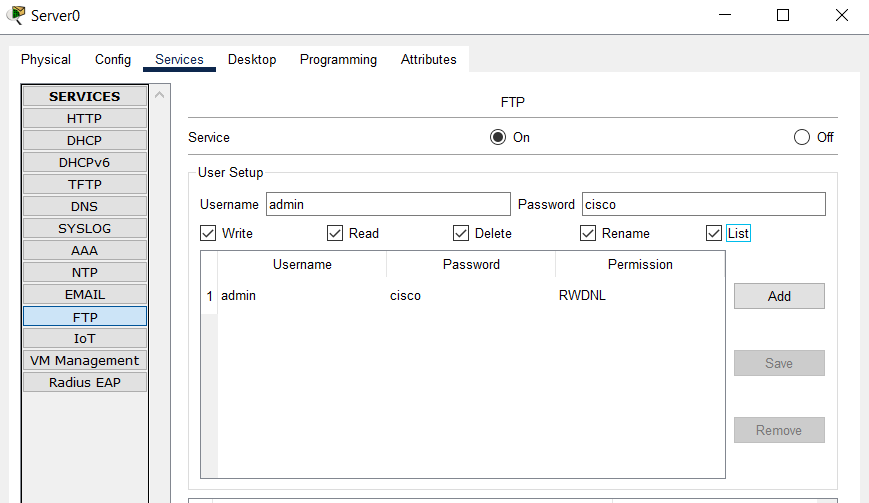 Server0
Physical Config Services Desktop Programming Attributes
SERVICES
HTTP
DHCP
DHCPv6
TFTP
DNS
SYSLOG
AAA
NTP
EMAIL
FTP
IoT
VM Management
Radius EAP
FTP
Service On Off
User Setup
Username admin Password cisco
Write Read Delete Rename List
Username Password Permission
1 admin cisco RWDNL
Add
Save
Remove